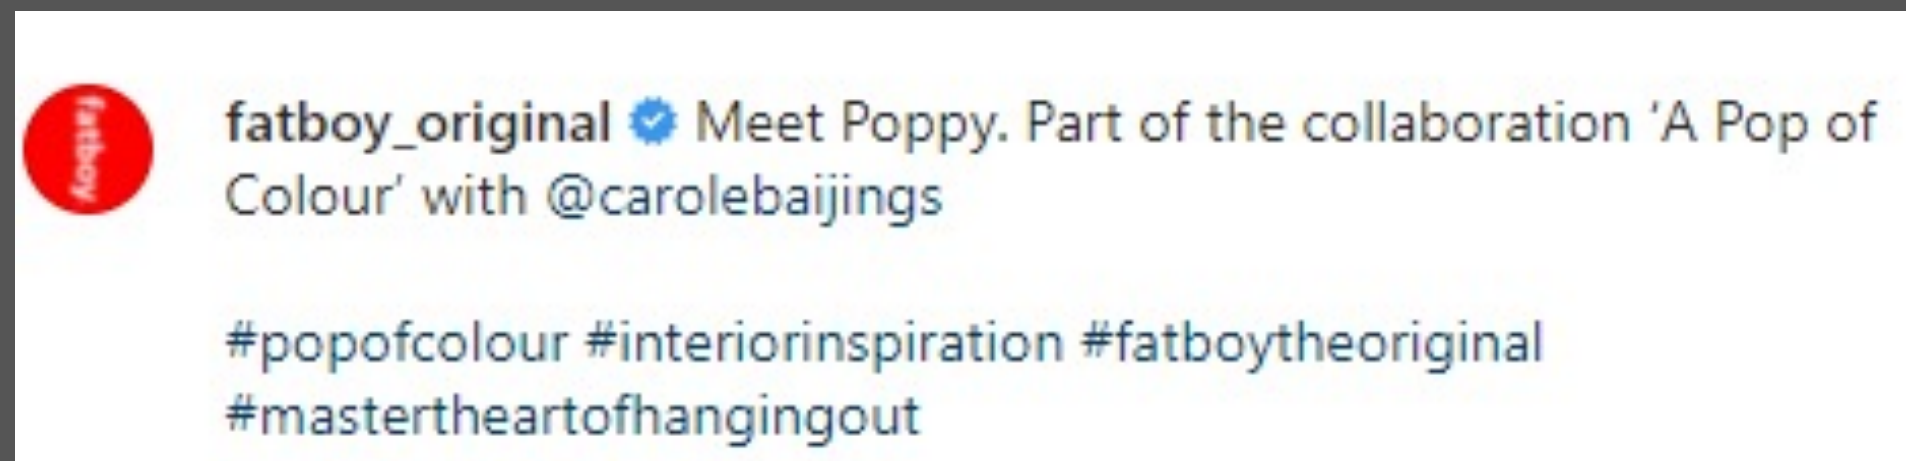 fatboy
fatboy_original Meet Poppy. Part of the collaboration ‘A Pop of
Colour’ with @carolebaijings
#popofcolour #interiorinspiration #fatboytheoriginal
#mastertheartofhangingout